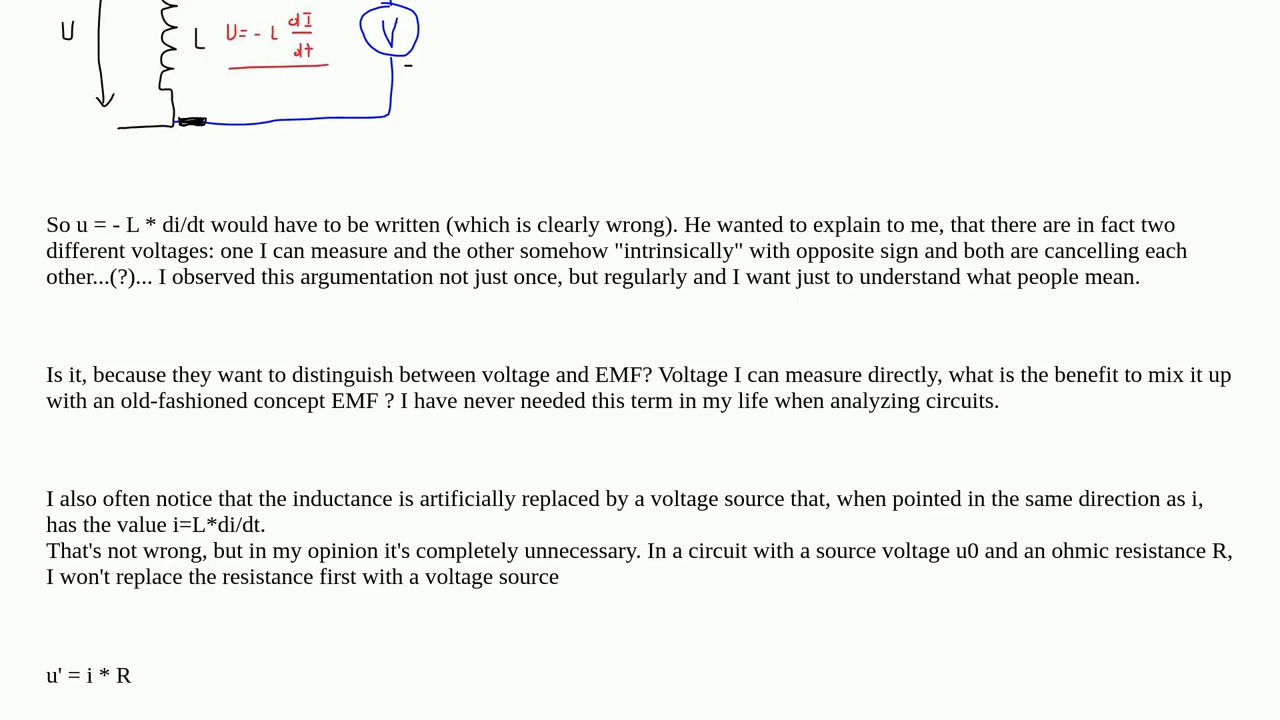 U
L
U= - L dI
dt
V
-
So u = - L * di/dt would have to be written (which is clearly wrong). He wanted to explain to me, that there are in fact two
different voltages: one I can measure and the other somehow "intrinsically" with opposite sign and both are cancelling each
other...(?)... I observed this argumentation not just once, but regularly and I want just to understand what people mean.
Is it, because they want to distinguish between voltage and EMF? Voltage I can measure directly, what is the benefit to mix it up
with an old-fashioned concept EMF ? I have never needed this term in my life when analyzing circuits.
I also often notice that the inductance is artificially replaced by a voltage source that, when pointed in the same direction as i,
has the value i=L*di/dt.
That's not wrong, but in my opinion it's completely unnecessary. In a circuit with a source voltage u0 and an ohmic resistance R,
I won't replace the resistance first with a voltage source
u' = i * R